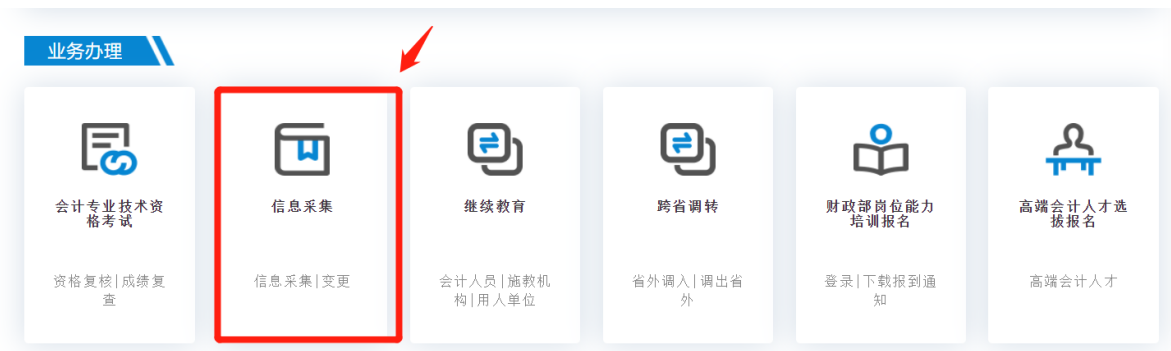 业务办理
会计专业技术资
格考试
资格复核|成绩复
查
信息采集
信息采集|变更
继续教育
会计人员|施教机
构|用人单位
跨省调转
省外调入|调出省
外
财政部岗位能力
培训报名
登录|下载报到通
知
高端会计人才选
拔报名
高端会计人才